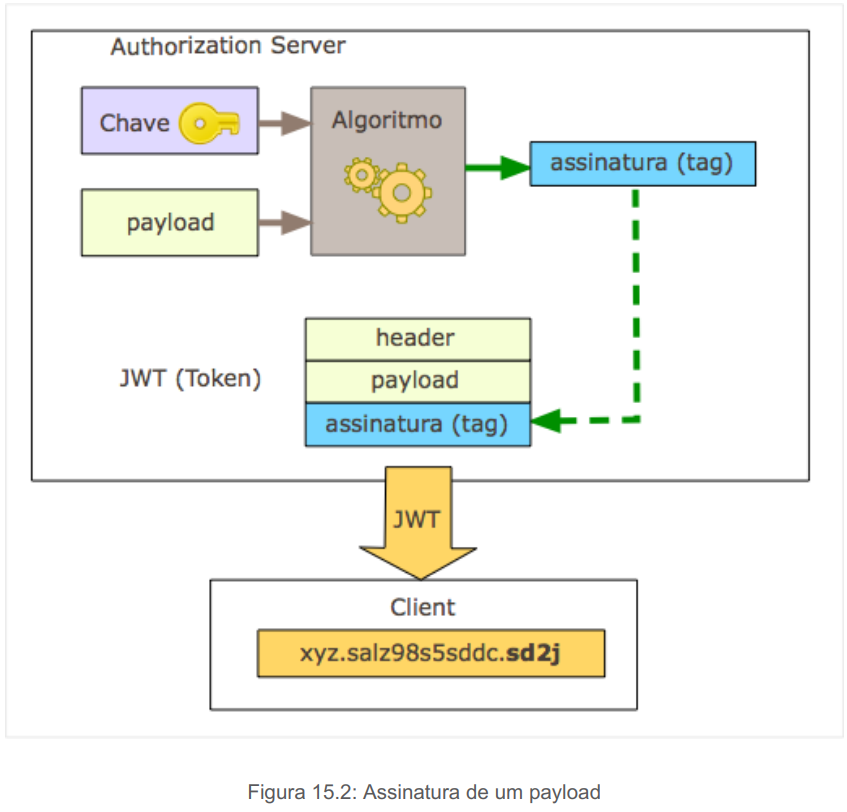 Authorization Server
Chave
Algoritmo
assinatura (tag)
payload
header
JWT (Token)
payload
assinatura (tag)
JWT
Client
xyz.salz98s5sddc.sd2j
Figura 15.2: Assinatura de um payload